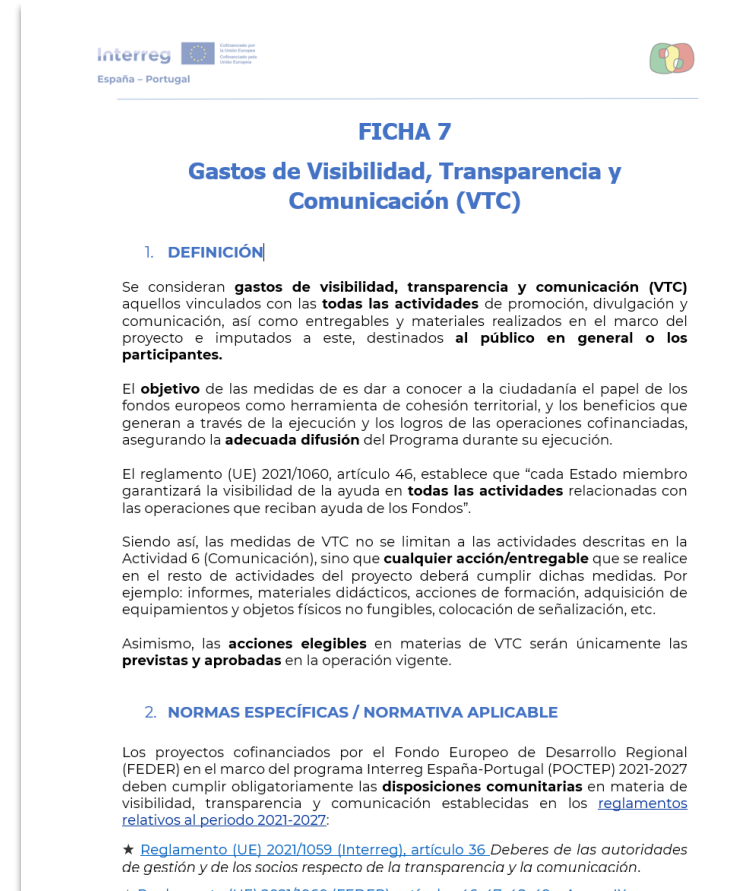 Interreg
Cofinanciado por
la Unión Europea
Cofinanciado pela
União Europeia
España – Portugal
FICHA 7
Gastos de Visibilidad, Transparencia y
Comunicación (VTC)
1. DEFINICIÓN
Se consideran gastos de visibilidad, transparencia y comunicación (VTC)
aquellos vinculados con las todas las actividades de promoción, divulgación y
comunicación, así como entregables y materiales realizados en el marco del
proyecto e imputados a este, destinados al público en general o los
participantes.
El objetivo de las medidas de es dar a conocer a la ciudadanía el papel de los
fondos europeos como herramienta de cohesión territorial, y los beneficios que
generan a través de la ejecución y los logros de las operaciones cofinanciadas,
asegurando la adecuada difusión del Programa durante su ejecución.
El reglamento (UE) 2021/1060, artículo 46, establece que “cada Estado miembro
garantizará la visibilidad de la ayuda en todas las actividades relacionadas con
las operaciones que reciban ayuda de los Fondos”.
Siendo así, las medidas de VTC no se limitan a las actividades descritas en la
Actividad 6 (Comunicación), sino que cualquier acción/entregable que se realice
en el resto de actividades del proyecto deberá cumplir dichas medidas. Por
ejemplo: informes, materiales didácticos, acciones de formación, adquisición de
equipamientos y objetos físicos no fungibles, colocación de señalización, etc.
Asimismo, las acciones elegibles en materias de VTC serán únicamente las
previstas y aprobadas en la operación vigente.
2. NORMAS ESPECÍFICAS / NORMATIVA APLICABLE
Los proyectos cofinanciados por el Fondo Europeo de Desarrollo Regional
(FEDER) en el marco del programa Interreg España-Portugal (POCTEP) 2021-2027
deben cumplir obligatoriamente las disposiciones comunitarias en materia de
visibilidad, transparencia y comunicación establecidas en los reglamentos
relativos al periodo 2021-2027:
★ Reglamento (UE) 2021/1059 (Interreg), artículo 36 Deberes de las autoridades
de gestión y de los socios respecto de la transparencia y la comunicación.